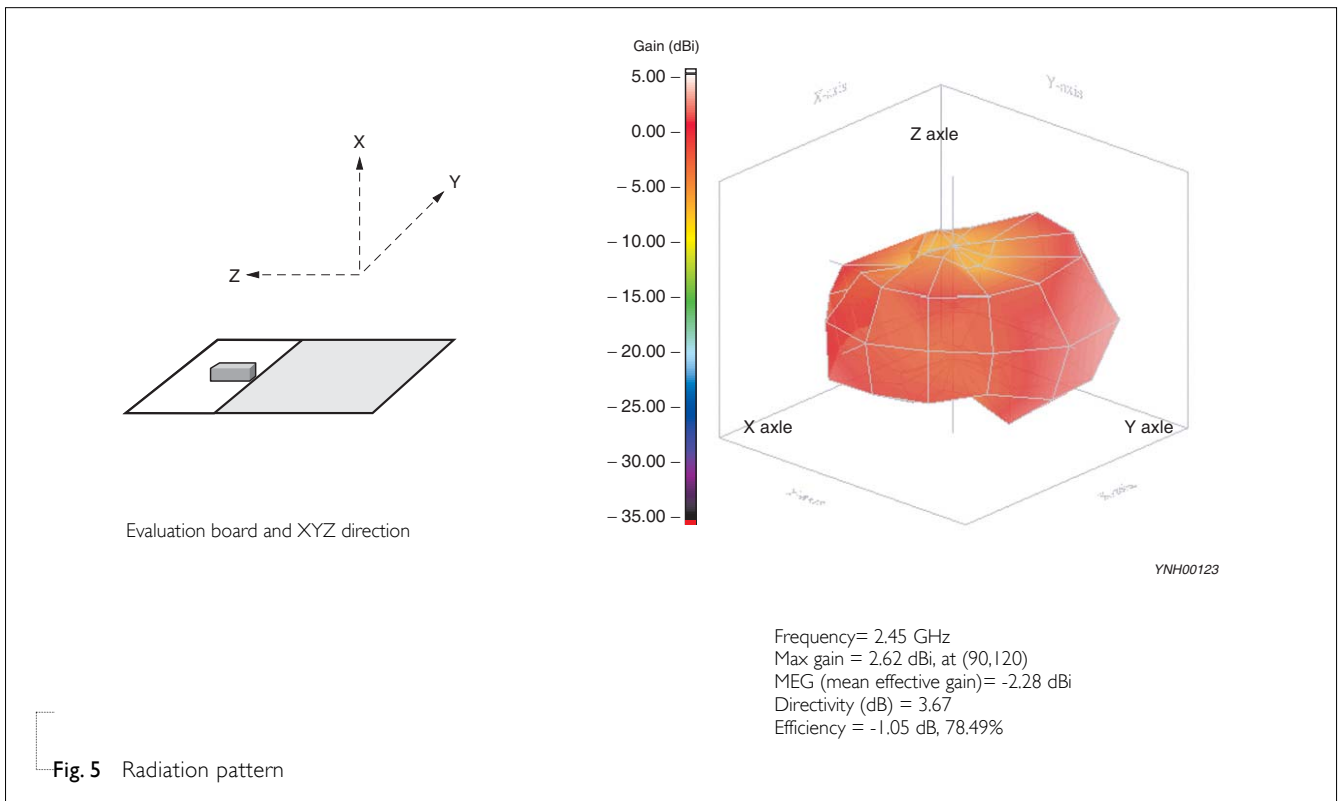 Gain (dBi)
5.00
0.00
– 5.00
– 10.00
– 15.00
– 20.00
– 25.00
– 30.00
– 35.00
X
Y
Z
Evaluation board and XYZ direction
X-axis
Y-axis
Z axle
X axle
Y axle
YNH00123
Frequency= 2.45 GHz
Max gain = 2.62 dBi, at (90,120)
MEG (mean effective gain)= -2.28 dBi
Directivity (dB) = 3.67
Efficiency = -1.05 dB, 78.49%
Fig. 5 Radiation pattern